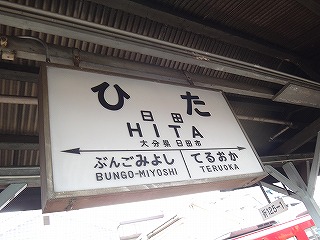 ひた
日田
HITA
大分県 日田市
ぶんごみよし てるおか
BUNGO-MIYOSHI TERUOKA